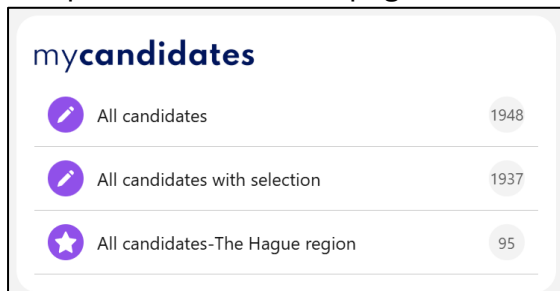 mycandidates
All candidates 1948
All candidates with selection 1937
All candidates-The Hague region 95